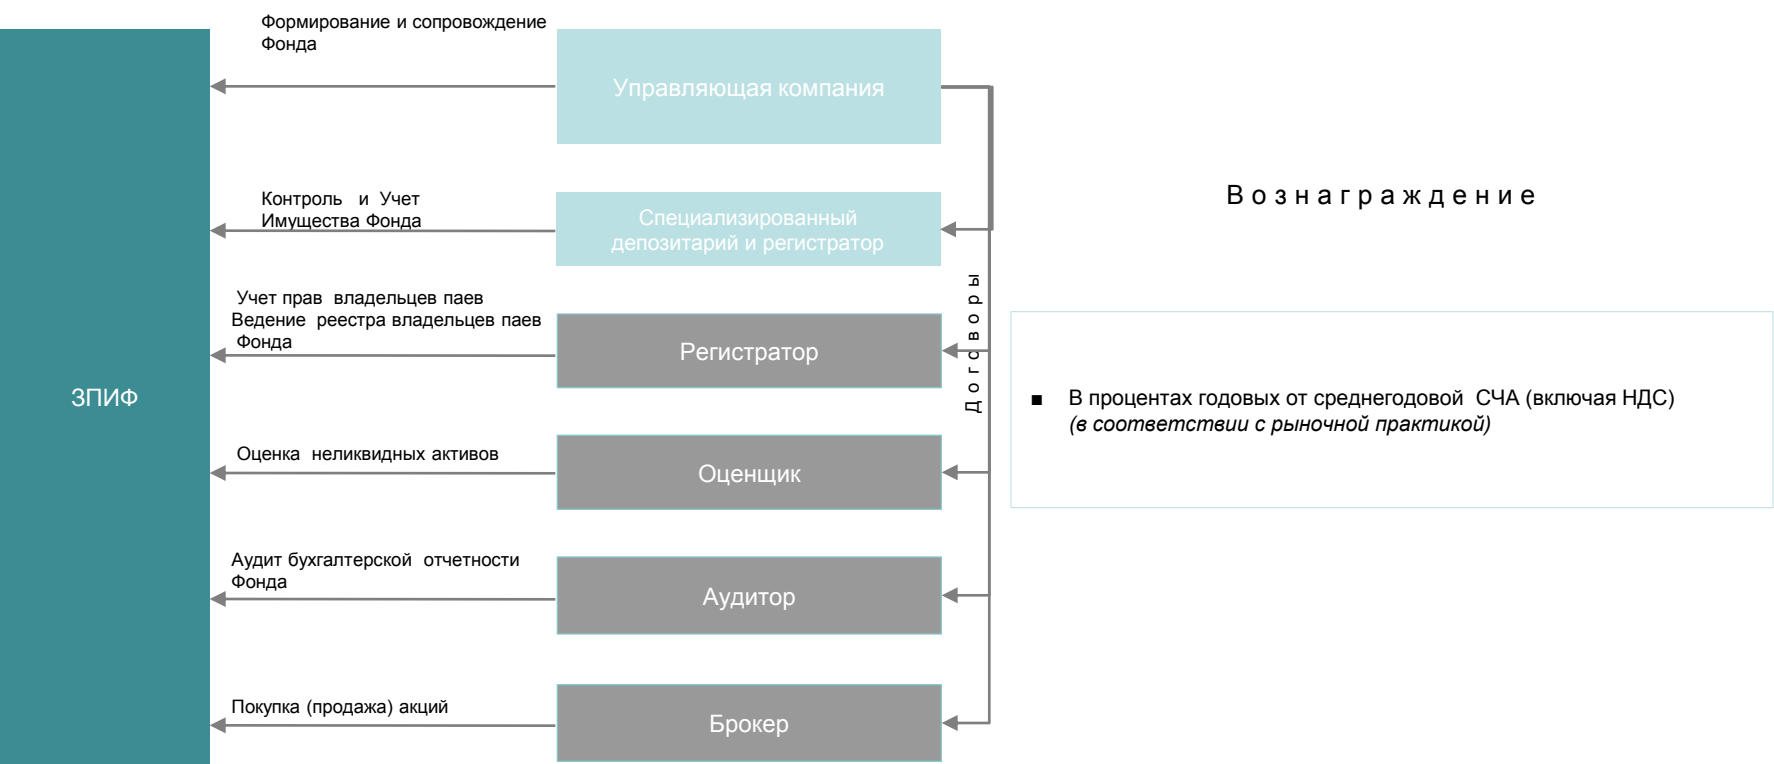 Формирование и сопровождение
Фонда
Управляющая компания
Контроль и Учет
Имущества Фонда
Специализированный
депозитарий и регистратор
Вознаграждение
Учет прав владельцев паев
Ведение реестра владельцев паев
Фонда
Регистратор
Договоры
ЗПИФ
■ В процентах годовых от среднегодовой СЧА (включая НДС)
(в соответствии с рыночной практикой)
Оценка неликвидных активов
Оценщик
Аудит бухгалтерской отчетности
Фонда
Аудитор
Покупка (продажа) акций
Брокер